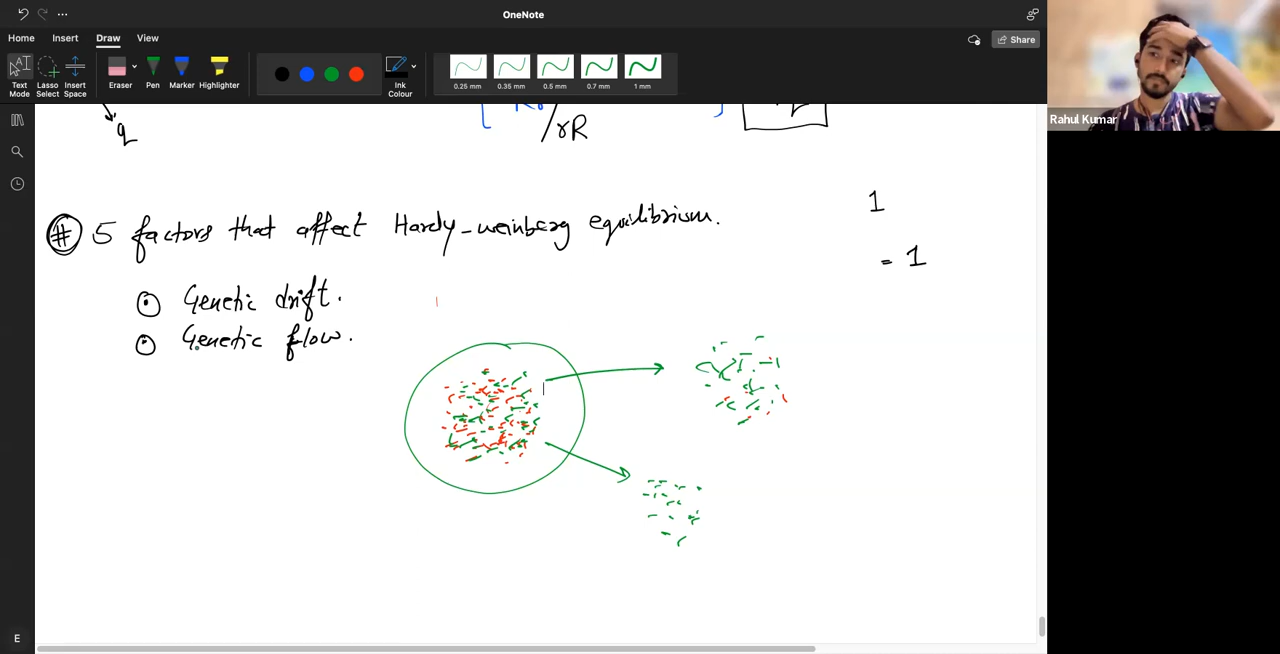 OneNote
Home Insert Draw View
Share
Text Mode
Lasso Select
Insert Space
Eraser
Pen
Marker
Highlighter
Ink Colour
0.25 mm
0.35 mm
0.5 mm
0.7 mm
1 mm
Rahul Kumar
q
/rR
# 5 factors that affect Hardy-weinberg equilibrium.
1
= 1
Genetic drift.
Genetic flow.
E